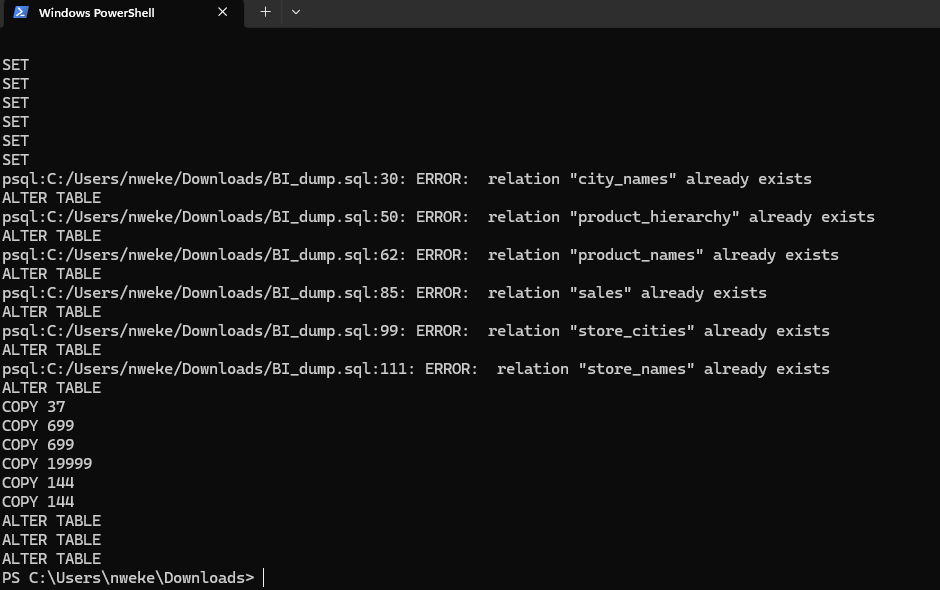 Windows PowerShell
SET
SET
SET
SET
SET
SET
psql:C:/Users/nweke/Downloads/BI_dump.sql:30: ERROR:  relation "city_names" already exists
ALTER TABLE
psql:C:/Users/nweke/Downloads/BI_dump.sql:50: ERROR:  relation "product_hierarchy" already exists
ALTER TABLE
psql:C:/Users/nweke/Downloads/BI_dump.sql:62: ERROR:  relation "product_names" already exists
ALTER TABLE
psql:C:/Users/nweke/Downloads/BI_dump.sql:85: ERROR:  relation "sales" already exists
ALTER TABLE
psql:C:/Users/nweke/Downloads/BI_dump.sql:99: ERROR:  relation "store_cities" already exists
ALTER TABLE
psql:C:/Users/nweke/Downloads/BI_dump.sql:111: ERROR:  relation "store_names" already exists
ALTER TABLE
COPY 37
COPY 699
COPY 699
COPY 19999
COPY 144
COPY 144
ALTER TABLE
ALTER TABLE
ALTER TABLE
PS C:\Users\nweke\Downloads>